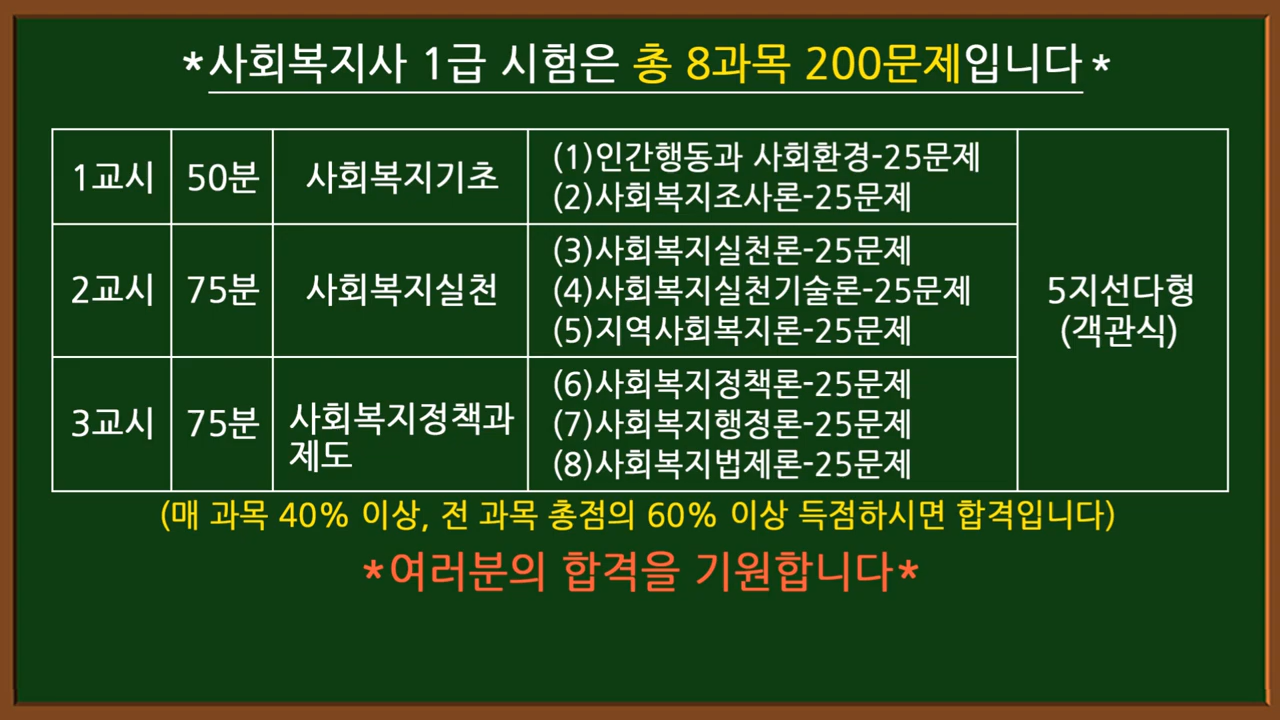 *사회복지사 1급 시험은 총 8과목 200문제입니다*
1교시 50분 사회복지기초
(1)인간행동과 사회환경-25문제
(2)사회복지조사론-25문제
2교시 75분 사회복지실천
(3)사회복지실천론-25문제
(4)사회복지실천기술론-25문제
(5)지역사회복지론-25문제
3교시 75분 사회복지정책과
제도
(6)사회복지정책론-25문제
(7)사회복지행정론-25문제
(8)사회복지법제론-25문제
5지선다형
(객관식)
(매 과목 40% 이상, 전 과목 총점의 60% 이상 득점하시면 합격입니다)
*여러분의 합격을 기원합니다*